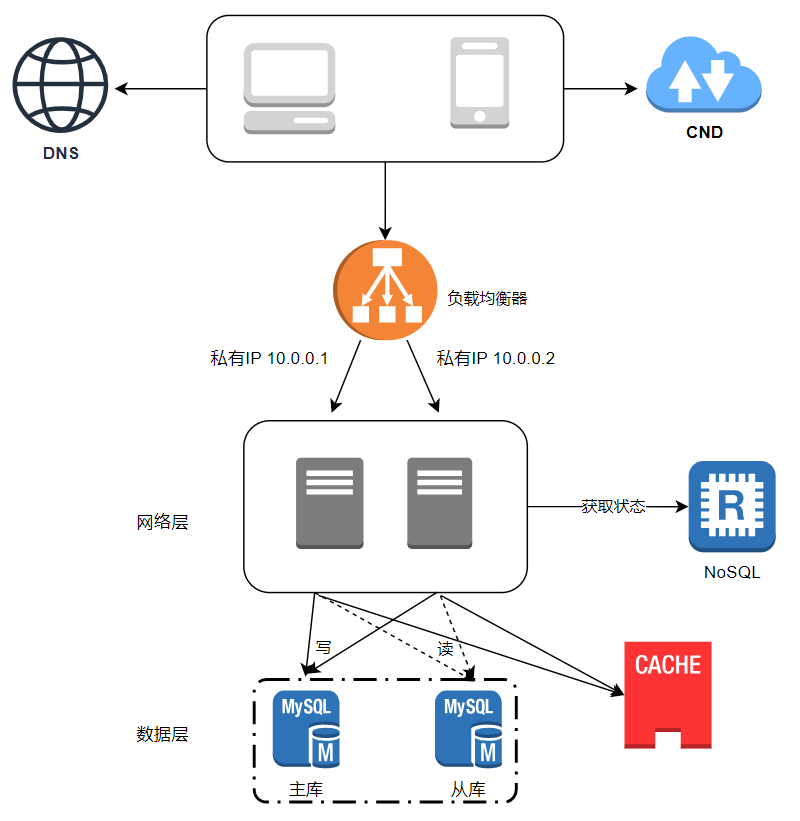 DNS
CND
负载均衡器
私有IP 10.0.0.1
私有IP 10.0.0.2
网络层
获取状态
R
NoSQL
写
读
CACHE
数据层
MySQL
M
主库
MySQL
M
从库